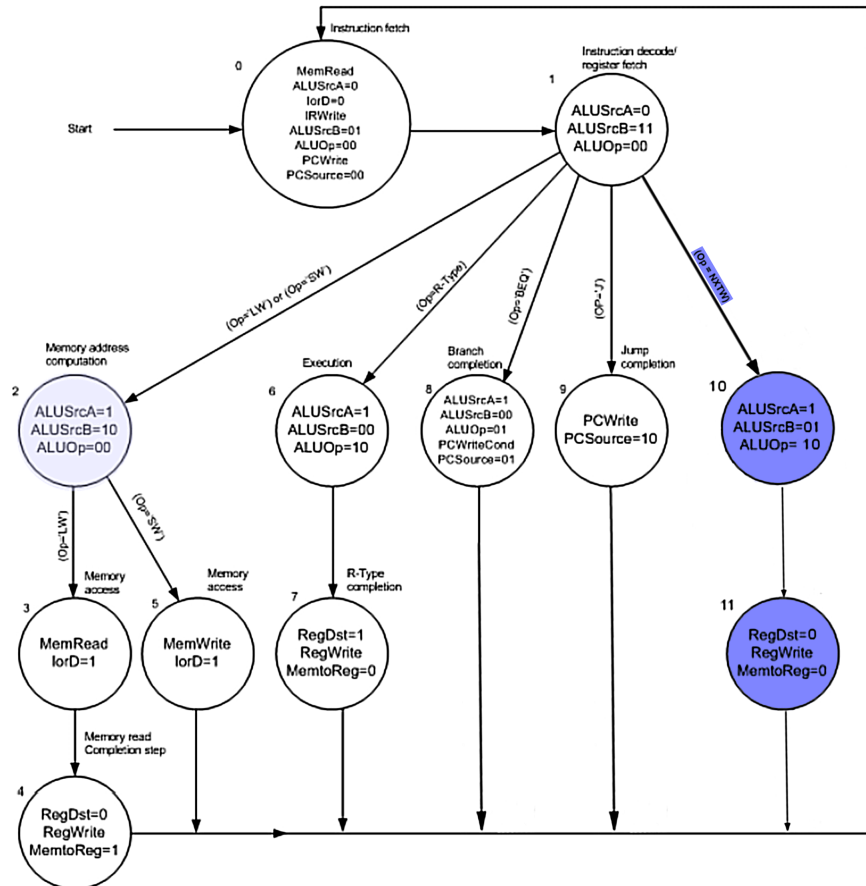 Instruction fetch
0
MemRead
ALUSrcA=0
IorD=0
IRWrite
ALUSrcB=01
ALUOp=00
PCWrite
PCSource=00
Instruction decode/
register fetch
1
ALUSrcA=0
ALUSrcB=11
ALUOp=00
Start
(Op='LW') or (Op='SW')
(Op=R-Type)
(Op='BEQ')
(OP='J')
(Op = NXTW)
Memory address
computation
2
ALUSrcA=1
ALUSrcB=10
ALUOp=00
Execution
6
ALUSrcA=1
ALUSrcB=00
ALUOp=10
Branch
completion
8
ALUSrcA=1
ALUSrcB=00
ALUOp=01
PCWriteCond
PCSource=01
Jump
completion
9
PCWrite
PCSource=10
10
ALUSrcA=1
ALUSrcB=01
ALUOp= 10
(Op='LW')
(Op='SW')
Memory
access
3
MemRead
IorD=1
Memory
access
5
MemWrite
IorD=1
R-Type
completion
7
RegDst=1
RegWrite
MemtoReg=0
11
RegDst=0
RegWrite
MemtoReg=0
Memory read
Completion step
4
RegDst=0
RegWrite
MemtoReg=1